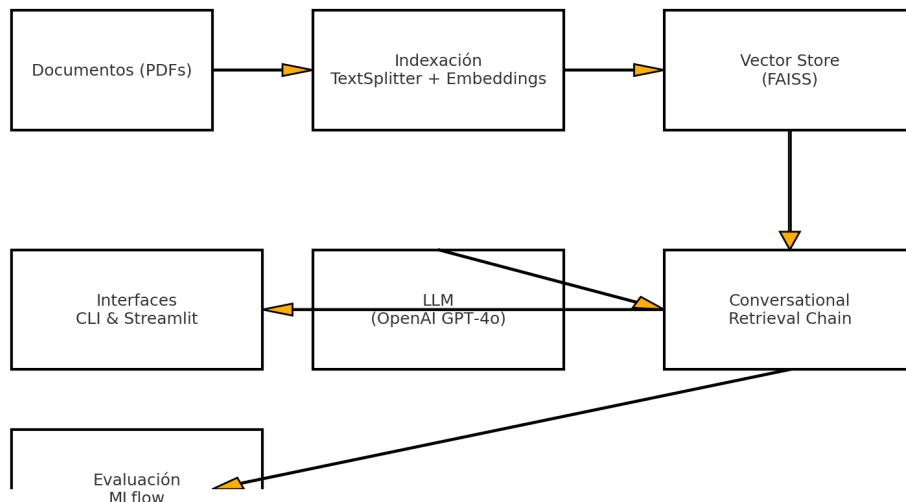 Documentos (PDFs)
Indexación
TextSplitter + Embeddings
Vector Store
(FAISS)
Interfaces
CLI & Streamlit
LLM
(OpenAI GPT-4o)
Conversational
Retrieval Chain
Evaluación
MLflow